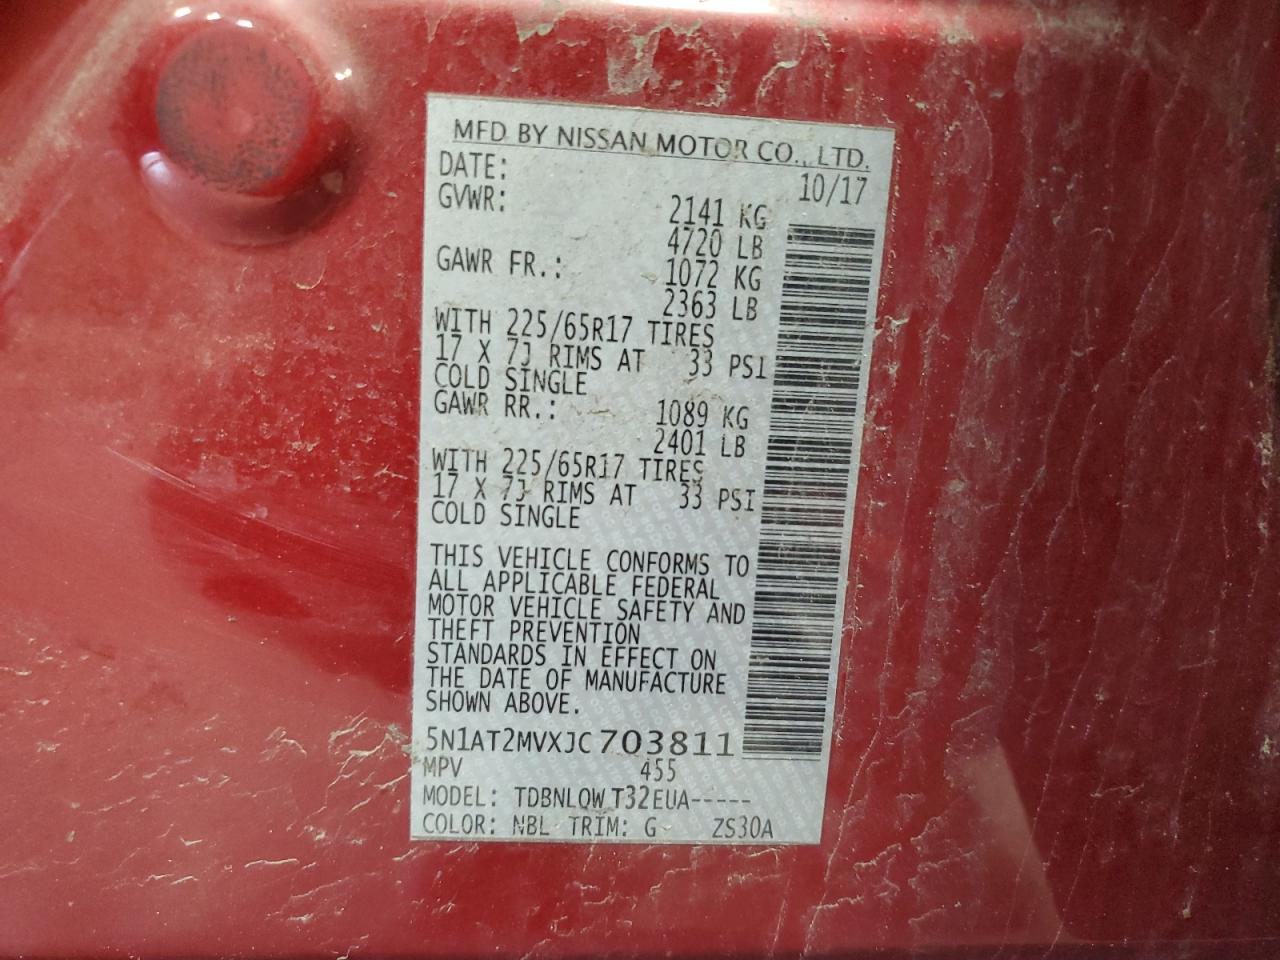 MFD BY NISSAN MOTOR CO., LTD.
DATE: 10/17
GVWR: 2141 KG
4720 LB
GAWR FR.: 1072 KG
2363 LB
WITH 225/65R17 TIRES
17 X 7J RIMS AT 33 PSI
COLD SINGLE
GAWR RR.: 1089 KG
2401 LB
WITH 225/65R17 TIRES
17 X 7J RIMS AT 33 PSI
COLD SINGLE
THIS VEHICLE CONFORMS TO
ALL APPLICABLE FEDERAL
MOTOR VEHICLE SAFETY AND
THEFT PREVENTION
STANDARDS IN EFFECT ON
THE DATE OF MANUFACTURE
SHOWN ABOVE.
5N1AT2MVXJC703811
MPV 455
MODEL: TDBNLQW T32EUA-----
COLOR: NBL TRIM: G ZS30A